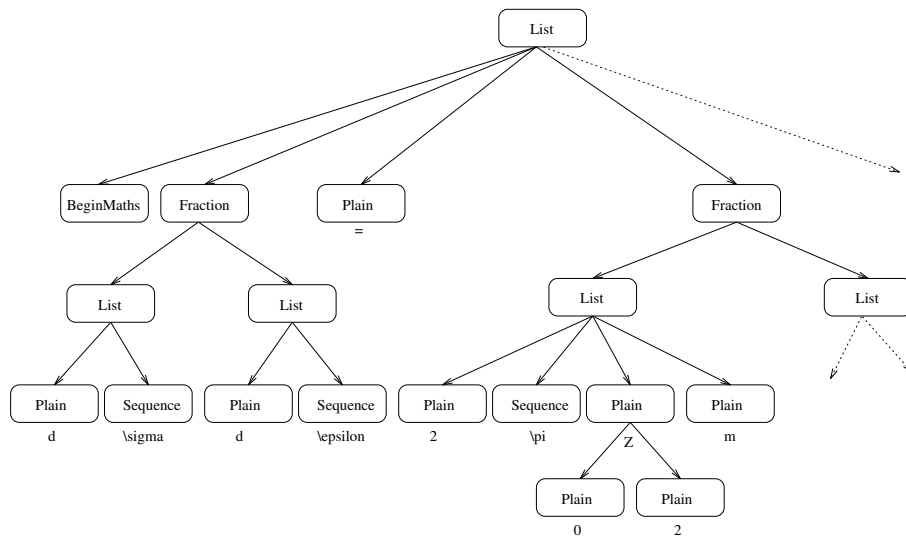 List
BeginMaths Fraction Plain Fraction
=
List List List List
Plain Sequence Plain Sequence Plain Sequence Plain Plain
d \sigma d \epsilon 2 \pi Z m
Plain Plain
0 2